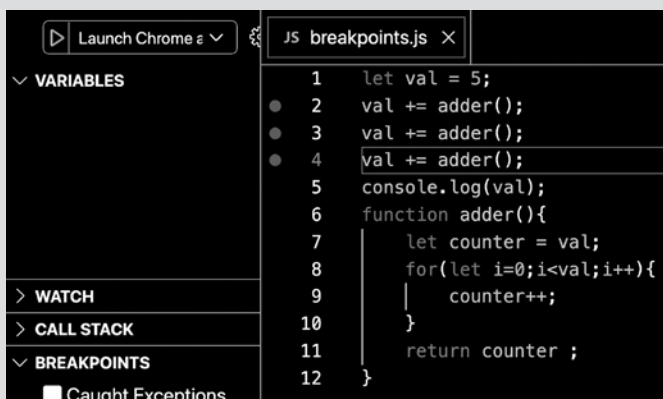 Launch Chrome a
JS breakpoints.js
VARIABLES
1 let val = 5;
2 val += adder();
3 val += adder();
4 val += adder();
5 console.log(val);
6 function adder(){
7 let counter = val;
8 for(let i=0;i<val;i++){
9 counter++;
10 }
11 return counter ;
12 }
WATCH
CALL STACK
BREAKPOINTS
Caught Exceptions